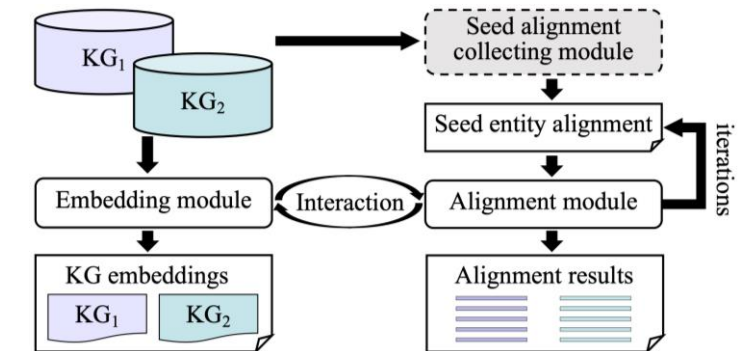 KG₁
KG₂
Seed alignment
collecting module
Seed entity alignment
iterations
Embedding module
Interaction
Alignment module
KG embeddings
KG₁
KG₂
Alignment results